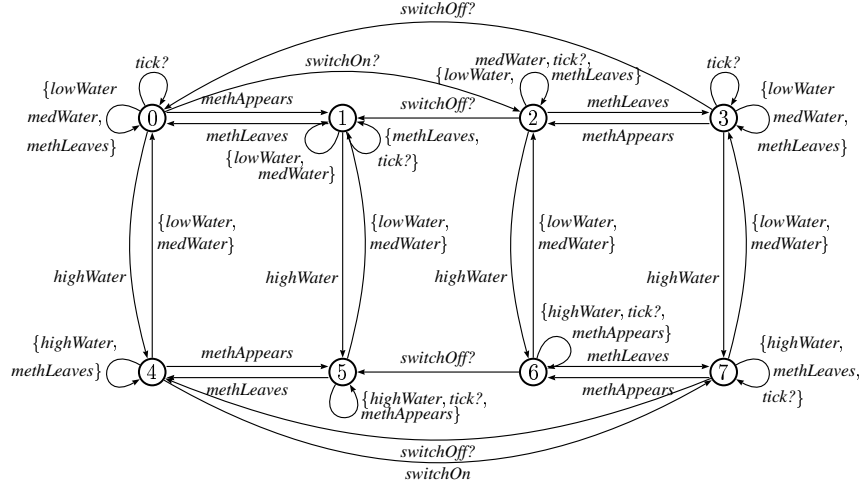 switchOff?
tick?
switchOn?
medWater, tick?,
{lowWater,
methLeaves}
tick?
{lowWater
medWater,
methLeaves}
0
methAppears
methLeaves
1
switchOff?
2
methLeaves
methAppears
3
{lowWater
medWater,
methLeaves}
{lowWater,
medWater}
{methLeaves,
tick?}
{lowWater,
medWater}
{lowWater,
medWater}
{lowWater,
medWater}
{lowWater,
medWater}
highWater
highWater
highWater
highWater
{highWater,
methLeaves}
4
methAppears
methLeaves
5
switchOff?
{highWater, tick?,
methAppears}
6
methLeaves
methAppears
7
{highWater,
methLeaves,
tick?}
{highWater, tick?,
methAppears}
switchOff?
switchOn